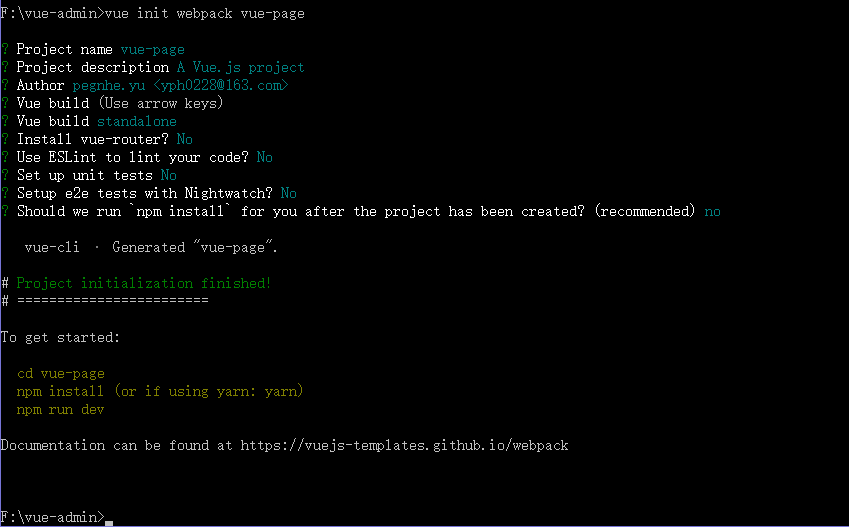 F:\vue-admin>vue init webpack vue-page
? Project name vue-page
? Project description A Vue.js project
? Author pegnhe.yu <yph0228@163.com>
? Vue build (Use arrow keys)
? Vue build standalone
? Install vue-router? No
? Use ESLint to lint your code? No
? Set up unit tests No
? Setup e2e tests with Nightwatch? No
? Should we run `npm install` for you after the project has been created? (recommended) no
vue-cli · Generated "vue-page".
# Project initialization finished!
# ========================
To get started:
cd vue-page
npm install (or if using yarn: yarn)
npm run dev
Documentation can be found at https://vuejs-templates.github.io/webpack
F:\vue-admin>